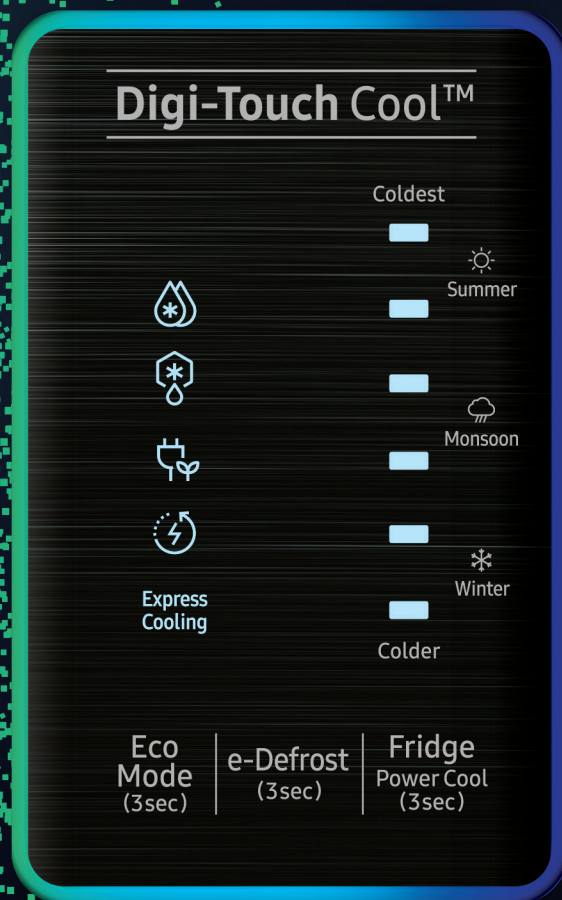 Digi-Touch Cool™
Coldest
Summer
Monsoon
Winter
Express
Cooling
Colder
Eco
Mode
(3sec)
e-Defrost
(3sec)
Fridge
Power Cool
(3sec)